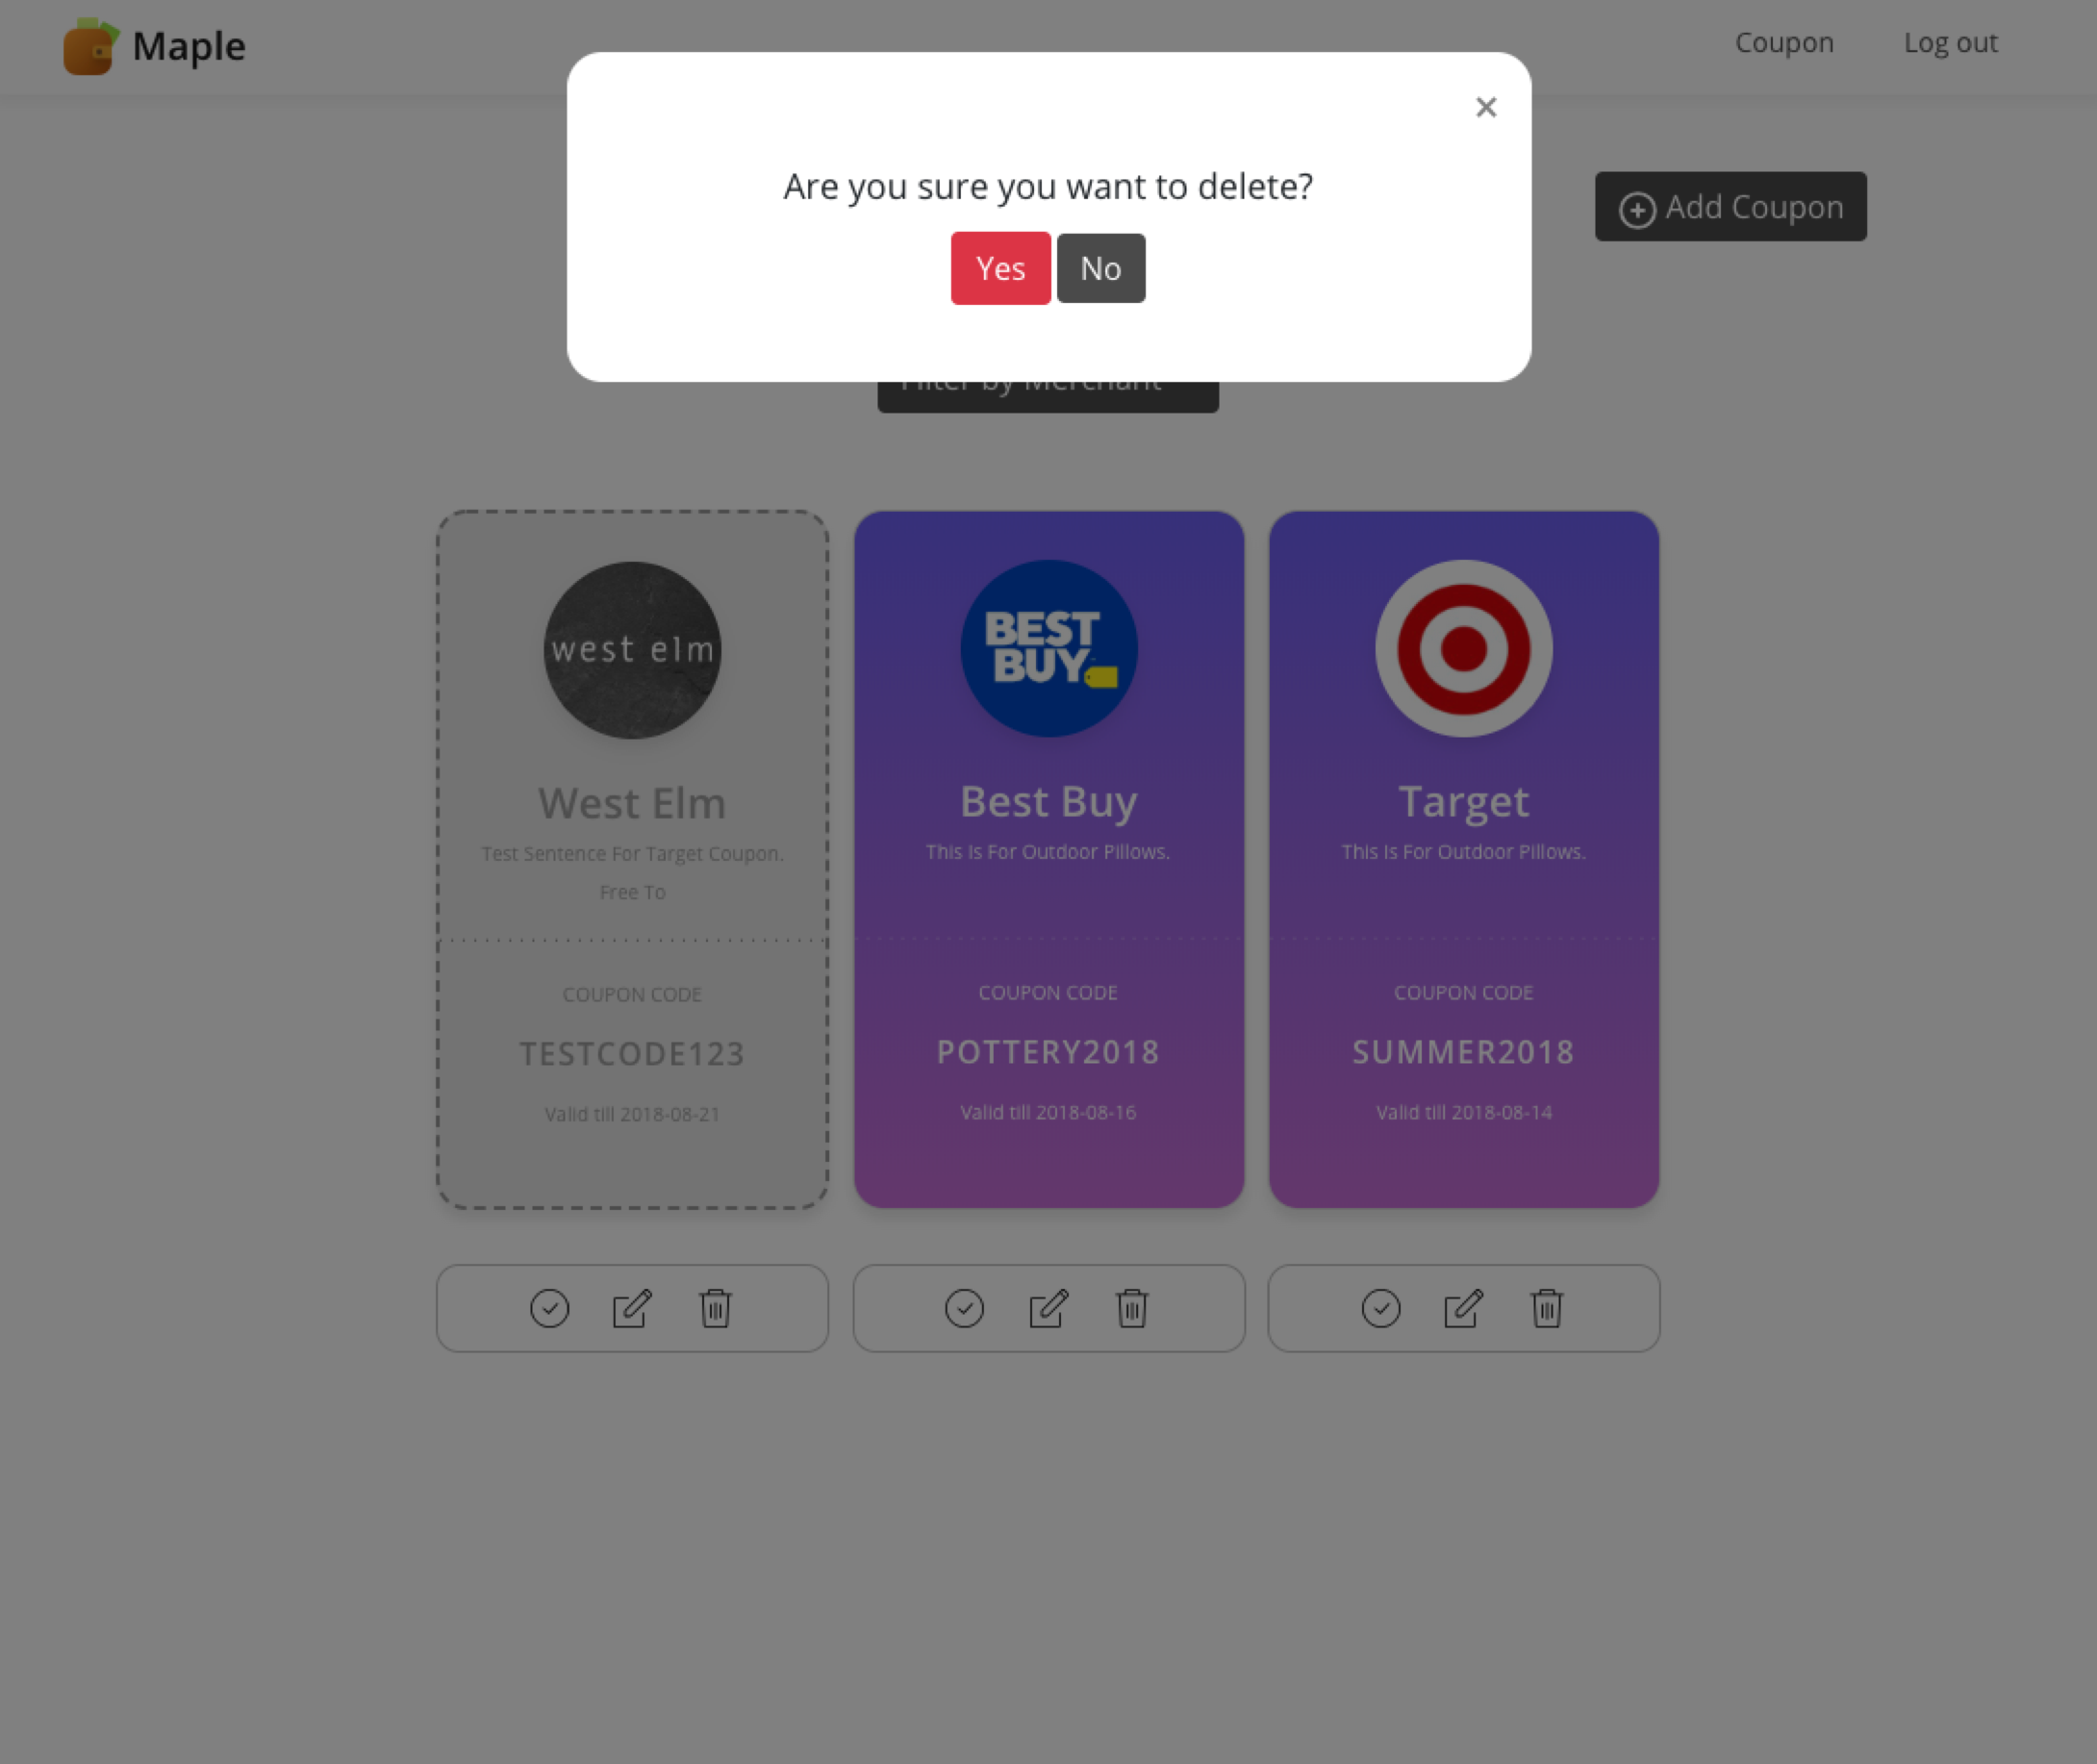 Maple
Coupon
Log out
×
Are you sure you want to delete?
Yes
No
Add Coupon
Filter by Merchant
west elm
BEST
BUY
West Elm
Test Sentence For Target Coupon.
Free To
COUPON CODE
TESTCODE123
Valid till 2018-08-21
Best Buy
This Is For Outdoor Pillows.
COUPON CODE
POTTERY2018
Valid till 2018-08-16
Target
This Is For Outdoor Pillows.
COUPON CODE
SUMMER2018
Valid till 2018-08-14